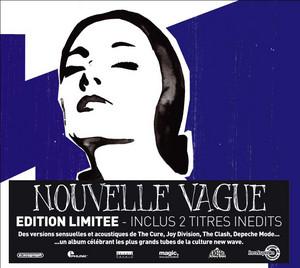 NOUVELLE VAGUE
EDITION LIMITEE - INCLUS 2 TITRES INEDITS
Des versions sensuelles et acoustiques de The Cure, Joy Division, The Clash, Depeche Mode...
...un album célébrant les plus grands tubes de la culture new wave.
magic